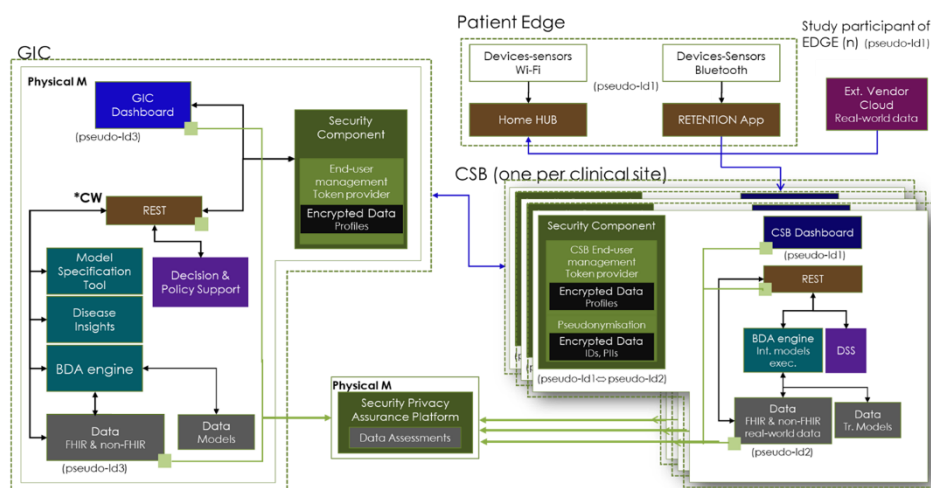 GIC
Physical M
GIC
Dashboard
(pseudo-Id3)
Security
Component
End-user
management
Token provider
Encrypted Data
Profiles
*CW
REST
Model
Specification
Tool
Decision &
Policy Support
Disease
Insights
BDA engine
Data
FHIR & non-FHIR
(pseudo-Id3)
Data
Models
Patient Edge
Devices-sensors
Wi-Fi
(pseudo-Id1)
Devices-Sensors
Bluetooth
Home HUB
RETENTION App
Study participant of
EDGE (n) (pseudo-Id1)
Ext. Vendor
Cloud
Real-world data
CSB (one per clinical site)
Security Component
CSB End-user
management
Token provider
Encrypted Data
Profiles
Pseudonymisation
Encrypted Data
IDs, PIIs
(pseudo-Id1⇔pseudo-Id2)
CSB Dashboard
(pseudo-Id1)
REST
BDA engine
Int. models
exec.
DSS
Data
FHIR & non-FHIR
real-world data
(pseudo-Id2)
Data
Tr. Models
Physical M
Security Privacy
Assurance Platform
Data Assessments